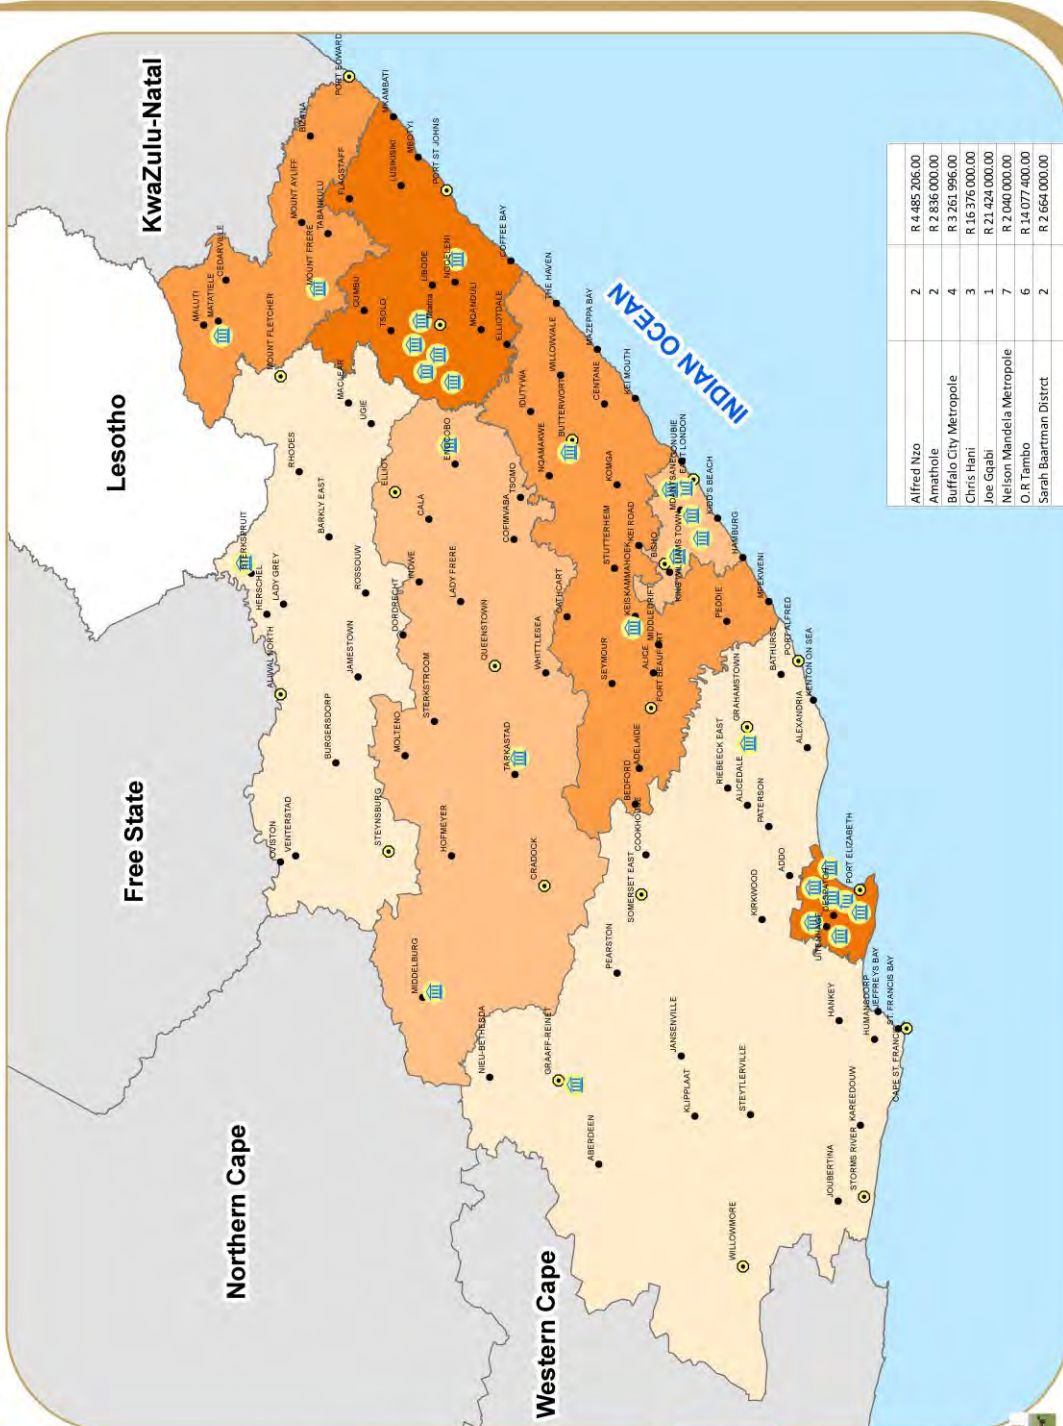 Lesotho
KwaZulu-Natal
Free State
Northern Cape
Western Cape
INDIAN OCEAN
PORT EDWARD
BIZANA
MKAMBATI
MBOTYI
LUSIKISIKI
FLAGSTAFF
PORT ST JOHNS
MOUNT AYLIFF
TABANKULU
MOUNT FRERE
CEDARVILLE
MATATIELE
MALUTI
MOUNT FLETCHER
QUMBU
TSOLO
LIBODE
NGQELENI
Mtata
MQANDULI
COFFEE BAY
ELLIOTDALE
THE HAVEN
MACLEAR
UGIE
RHODES
BARKLY EAST
STERKSPRUIT
HERSCHEL
LADY GREY
ROSSOUW
ALIWAL NORTH
JAMESTOWN
BURGERSDORP
OVISTON
VENTERSTAD
STEYNSBURG
ENGCOBO
ELLIOT
CALA
TSOMO
COFIMVABA
INDWE
LADY FRERE
DORDRECHT
QUEENSTOWN
WHITTLESEA
STERKSTROOM
MOLTENO
TARKASTAD
HOFMEYER
CRADOCK
MIDDELBURG
WILLOWVALE
MAZEPPA BAY
IDUTYWA
BUTTERWORTH
CENTANE
KEI MOUTH
NQAMAKWE
KOMGA
STUTTERHEIM
KEI ROAD
CATHCART
KEISKAMMAHOEK
MIDDLEDRIFT
SEYMOUR
ALICE
FORT BEAUFORT
PEDDIE
MPEKWENI
HAMBURG
ADELAIDE
BEDFORD
BISHO
KING WILLIAMS TOWN
MDANTSANE
GONUBIE
EAST LONDON
KIDD'S BEACH
COOKHOUSE
SOMERSET EAST
PEARSTON
BATHURST
PORT ALFRED
KENTON ON SEA
GRAHAMSTOWN
ALEXANDRIA
RIEBEECK EAST
ALICEDALE
PATERSON
ADDO
KIRKWOOD
PORT ELIZABETH
DESPATCH
UITENHAGE
NIEU-BETHESDA
GRAAFF-REINET
ABERDEEN
JANSENVILLE
KLIPPLAAT
STEYTLERVILLE
HANKEY
HUMANSDORP
JEFFREYS BAY
ST. FRANCIS BAY
CAPE ST. FRANCIS
KAREEDOUW
STORMS RIVER
JOUBERTINA
WILLOWMORE
Alfred Nzo 2 R 4 485 206.00
Amathole 2 R 2 836 000.00
Buffalo City Metropole 4 R 3 261 996.00
Chris Hani 3 R 16 376 000.00
Joe Gqabi 1 R 21 424 000.00
Nelson Mandela Metropole 7 R 2 040 000.00
O.R Tambo 6 R 14 077 400.00
Sarah Baartman Distrct 2 R 2 664 000.00